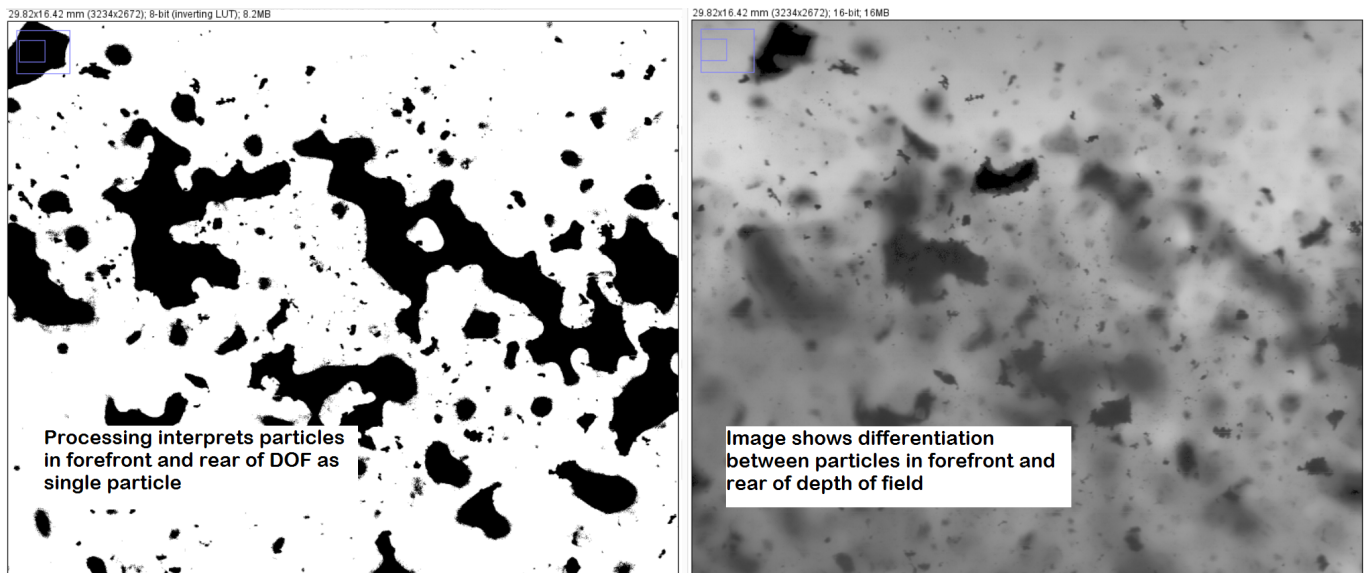 29.82x16.42 mm (3234x2672); 8-bit (inverting LUT); 8.2MB
29.82x16.42 mm (3234x2672); 16-bit; 16MB
Processing interprets particles
in forefront and rear of DOF as
single particle
Image shows differentiation
between particles in forefront and
rear of depth of field